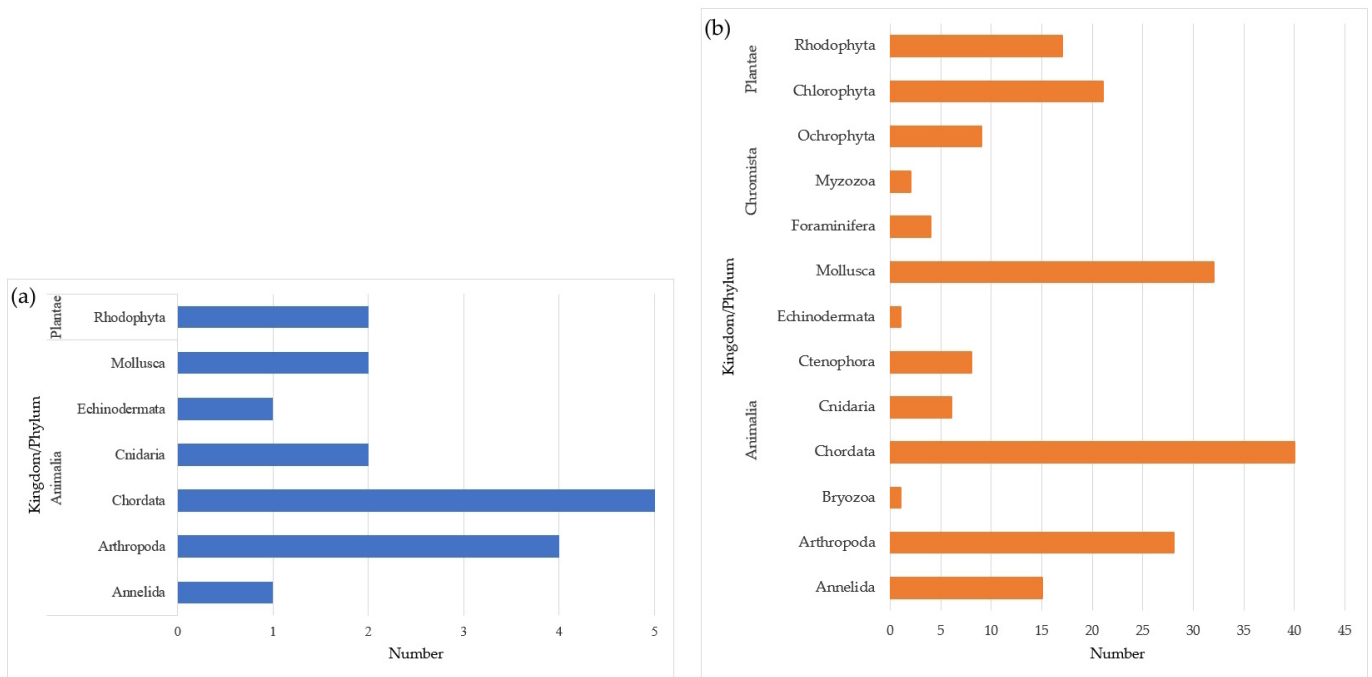 (a)
Kingdom/Phylum
Plantae
Animalia
Rhodophyta
Mollusca
Echinodermata
Cnidaria
Chordata
Arthropoda
Annelida
0 1 2 3 4 5
Number
(b)
Kingdom/Phylum
Plantae
Chromista
Animalia
Rhodophyta
Chlorophyta
Ochrophyta
Myzozoa
Foraminifera
Mollusca
Echinodermata
Ctenophora
Cnidaria
Chordata
Bryozoa
Arthropoda
Annelida
0 5 10 15 20 25 30 35 40 45
Number